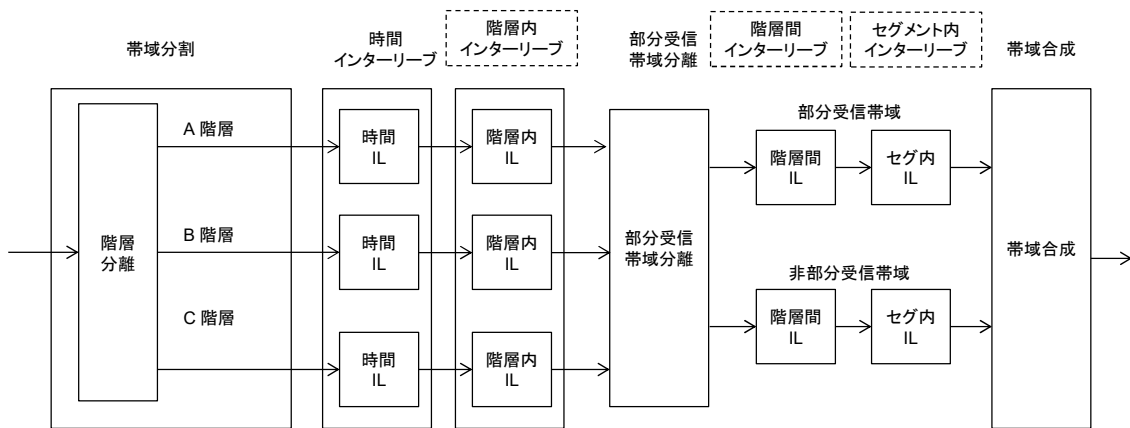 帯域分割
時間
インターリーブ
階層内
インターリーブ
部分受信
帯域分離
階層間
インターリーブ
セグメント内
インターリーブ
帯域合成
階層
分離
A 階層
B 階層
C 階層
時間
IL
時間
IL
時間
IL
階層内
IL
階層内
IL
階層内
IL
部分受信
帯域分離
部分受信帯域
階層間
IL
セグ内
IL
非部分受信帯域
階層間
IL
セグ内
IL
帯域合成